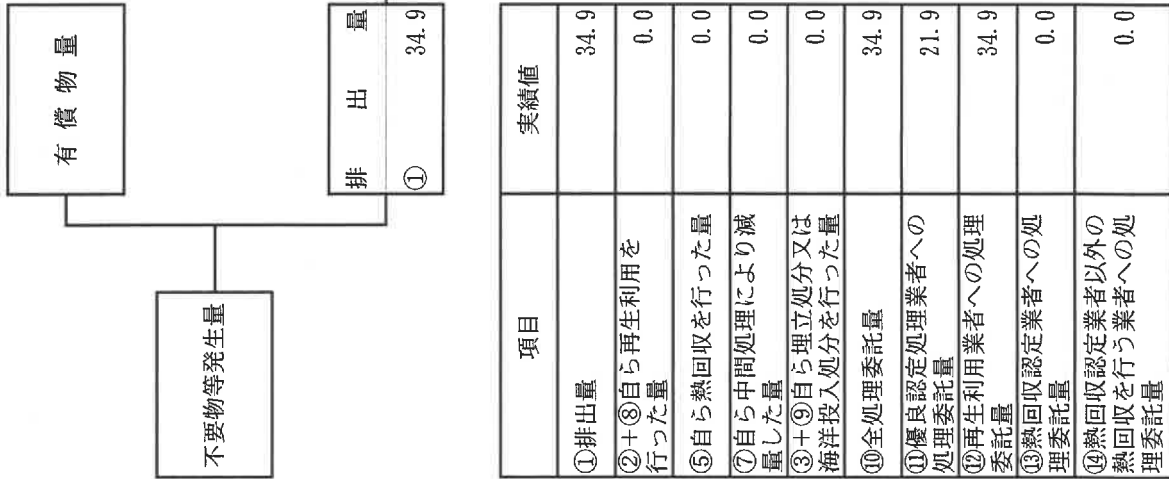 有償物量
不要物等発生量
排出量
① 34.9
項目 実績値
①排出量 34.9
②＋⑧自ら再生利用を
行った量 0.0
⑤自ら熱回収を行った量 0.0
⑦自ら中間処理により減
量した量 0.0
③＋⑨自ら埋立処分又は
海洋投入処分を行った量 0.0
⑩全処理委託量 34.9
⑪優良認定処理業者への
処理委託量 21.9
⑫再生利用業者への処理
委託量 34.9
⑬熱回収認定業者への処
理委託量 0.0
⑭熱回収認定業者以外の
熱回収を行う業者への処
理委託量 0.0